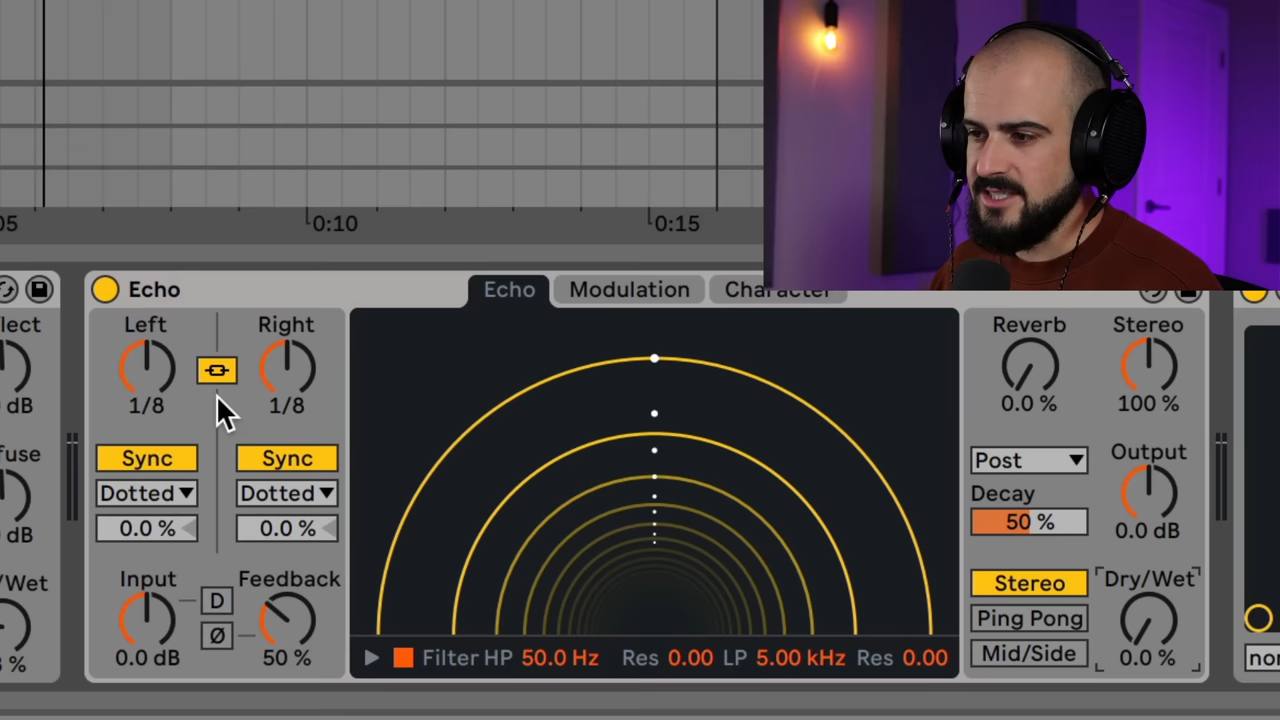 05
0:10
0:15
Echo
Echo
Modulation
Character
lect
dB
fuse
dB
/Wet
%
Left
Right
1/8
1/8
Sync
Sync
Dotted
Dotted
0.0 %
0.0 %
Input
D
Feedback
Ø
0.0 dB
50 %
Filter HP 50.0 Hz Res 0.00 LP 5.00 kHz Res 0.00
Reverb
Stereo
0.0 %
100 %
Post
Output
Decay
50 %
0.0 dB
Stereo
Dry/Wet
Ping Pong
Mid/Side
0.0 %
nor